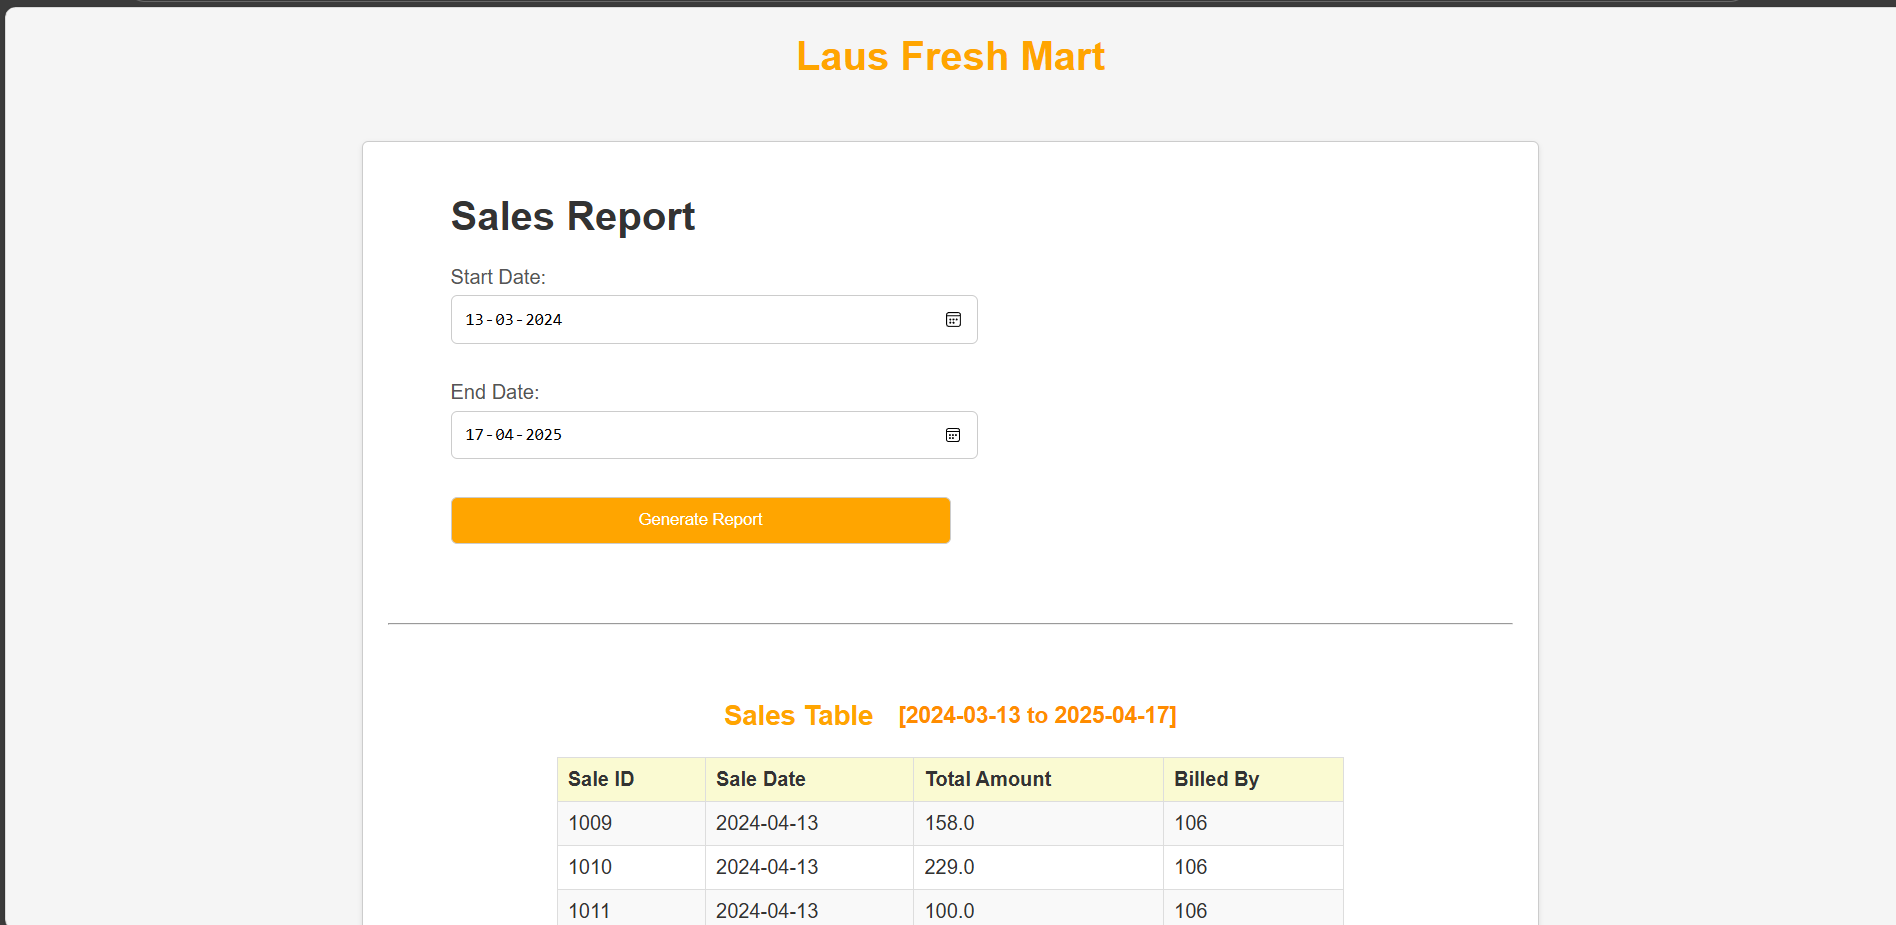 Laus Fresh Mart
Sales Report
Start Date:
13-03-2024
End Date:
17-04-2025
Generate Report
Sales Table [2024-03-13 to 2025-04-17]
Sale ID Sale Date Total Amount Billed By
1009 2024-04-13 158.0 106
1010 2024-04-13 229.0 106
1011 2024-04-13 100.0 106